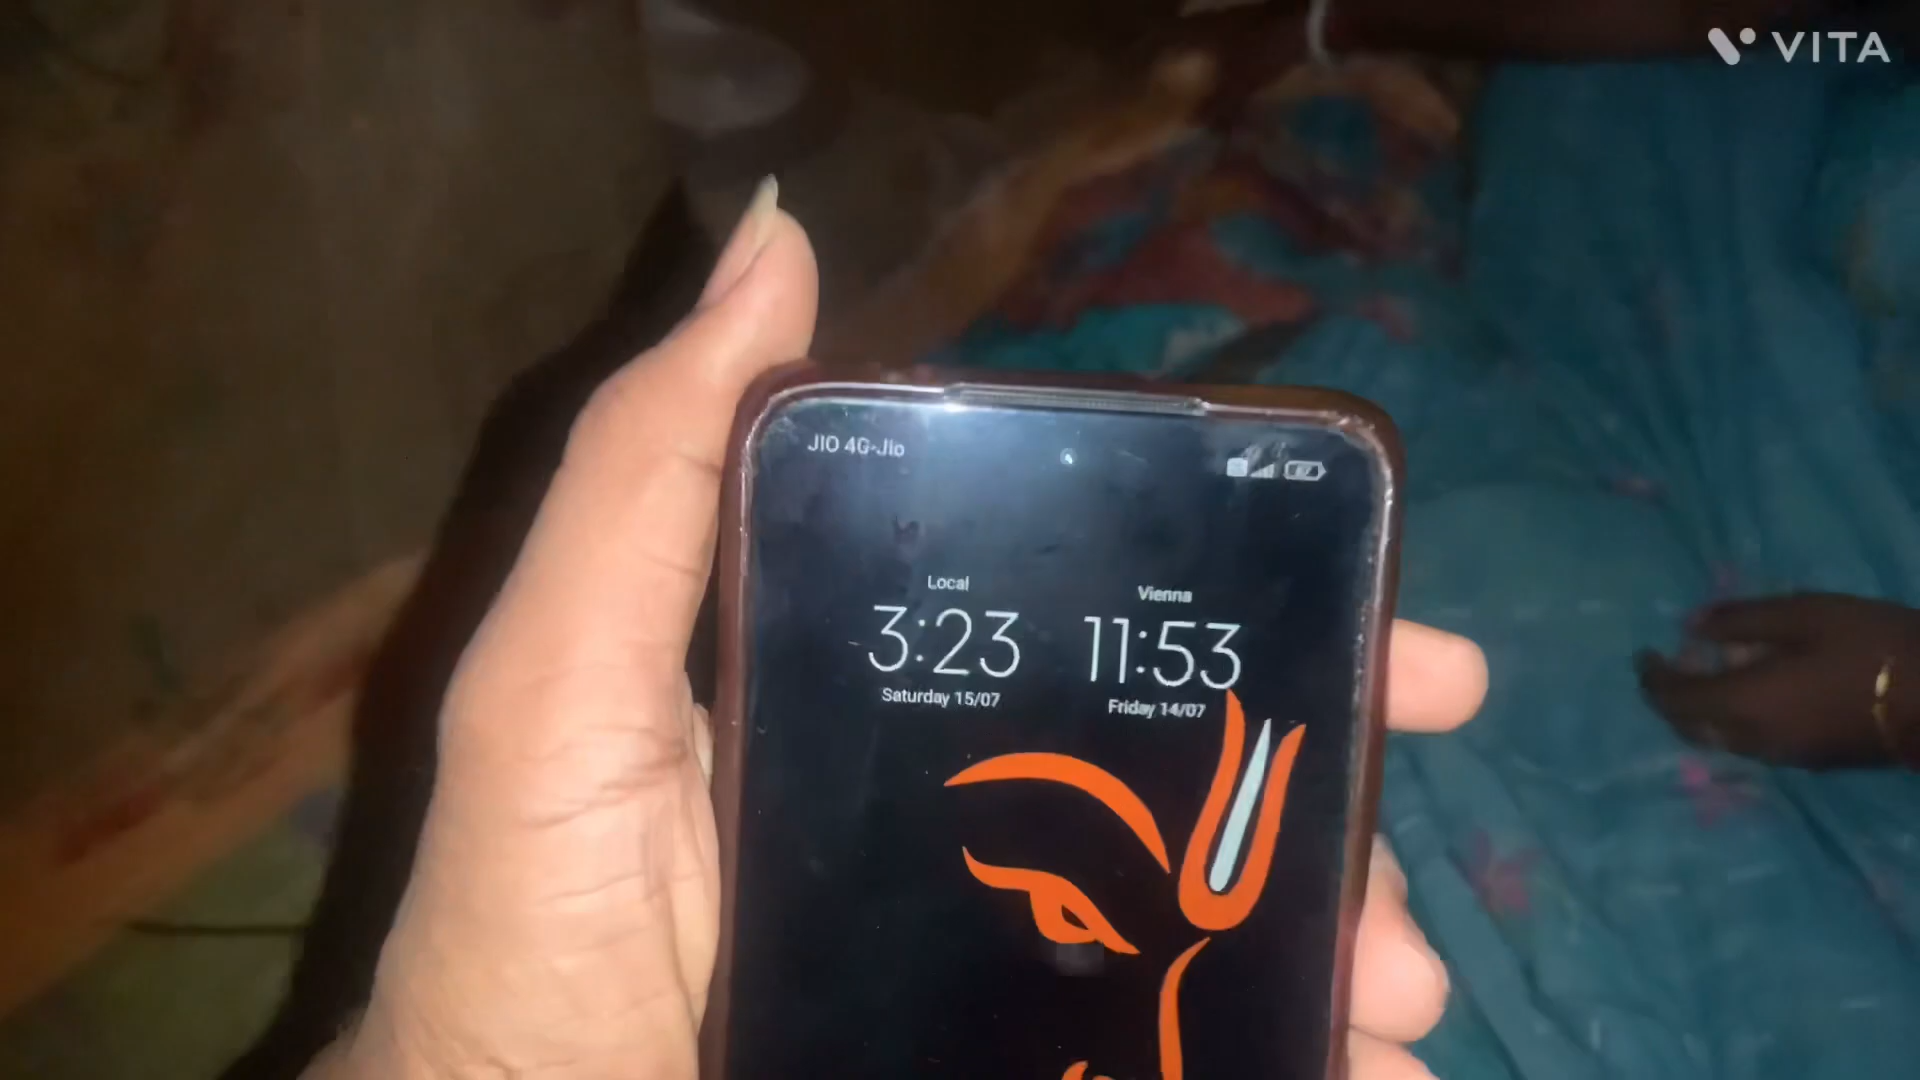 VITA
JIO 4G-Jio
Local
3:23
Saturday 15/07
Vienna
11:53
Friday 14/07